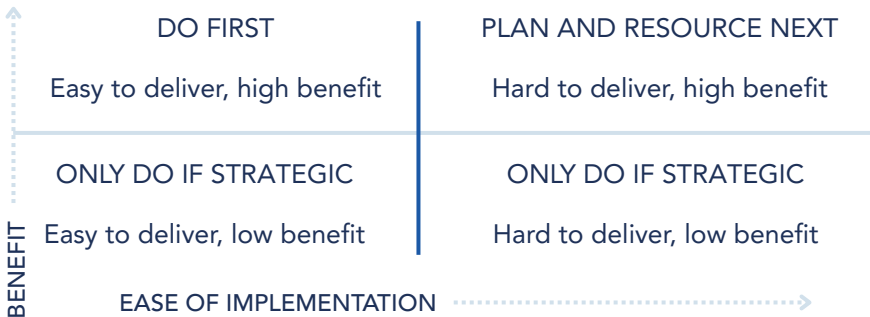 DO FIRST
Easy to deliver, high benefit
PLAN AND RESOURCE NEXT
Hard to deliver, high benefit
ONLY DO IF STRATEGIC
Easy to deliver, low benefit
ONLY DO IF STRATEGIC
Hard to deliver, low benefit
BENEFIT
EASE OF IMPLEMENTATION